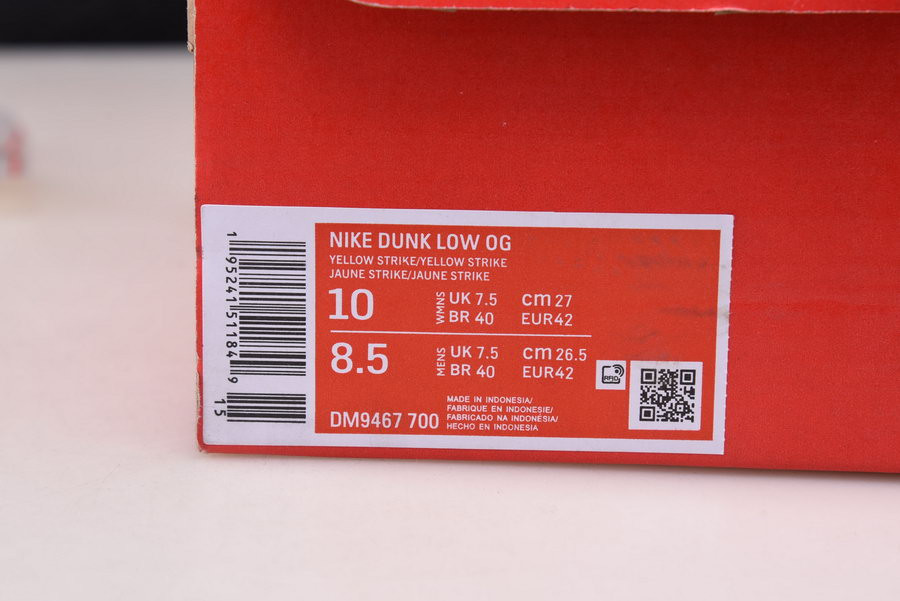 NIKE DUNK LOW OG
YELLOW STRIKE/YELLOW STRIKE
JAUNE STRIKE/JAUNE STRIKE
10 WMNS UK 7.5 cm 27
BR 40 EUR42
8.5 MENS UK 7.5 cm 26.5
BR 40 EUR42
RFID
DM9467 700
MADE IN INDONESIA/
FABRIQUE EN INDONESIE/
FABRICADO NA INDONESIA/
HECHO EN INDONESIA
1 95241 51184 9
15